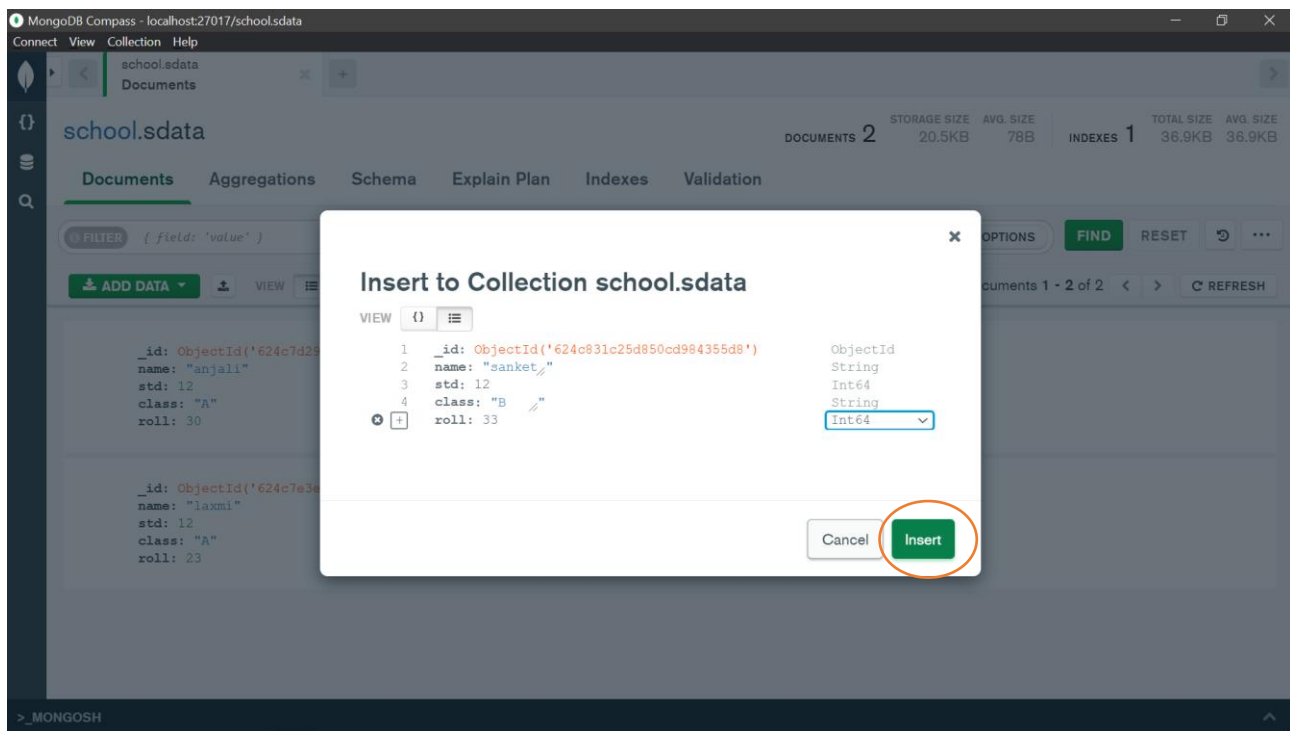 MongoDB Compass - localhost:27017/school.sdata
Connect View Collection Help
school.sdata
Documents
school.sdata
DOCUMENTS 2 STORAGE SIZE 20.5KB AVG. SIZE 78B INDEXES 1 TOTAL SIZE 36.9KB AVG. SIZE 36.9KB
Documents Aggregations Schema Explain Plan Indexes Validation
FILTER { field: 'value' } OPTIONS FIND RESET ...
ADD DATA VIEW cuments 1 - 2 of 2 < > REFRESH
_id: ObjectId('624c7d29
name: "anjali"
std: 12
class: "A"
roll: 30
_id: ObjectId('624c7e3e
name: "laxmi"
std: 12
class: "A"
roll: 23
Insert to Collection school.sdata
VIEW {}
1 _id: ObjectId('624c831c25d850cd984355d8') ObjectId
2 name: "sanket" String
3 std: 12 Int64
4 class: "B " String
roll: 33 Int64
Cancel Insert
>_MONGOSH